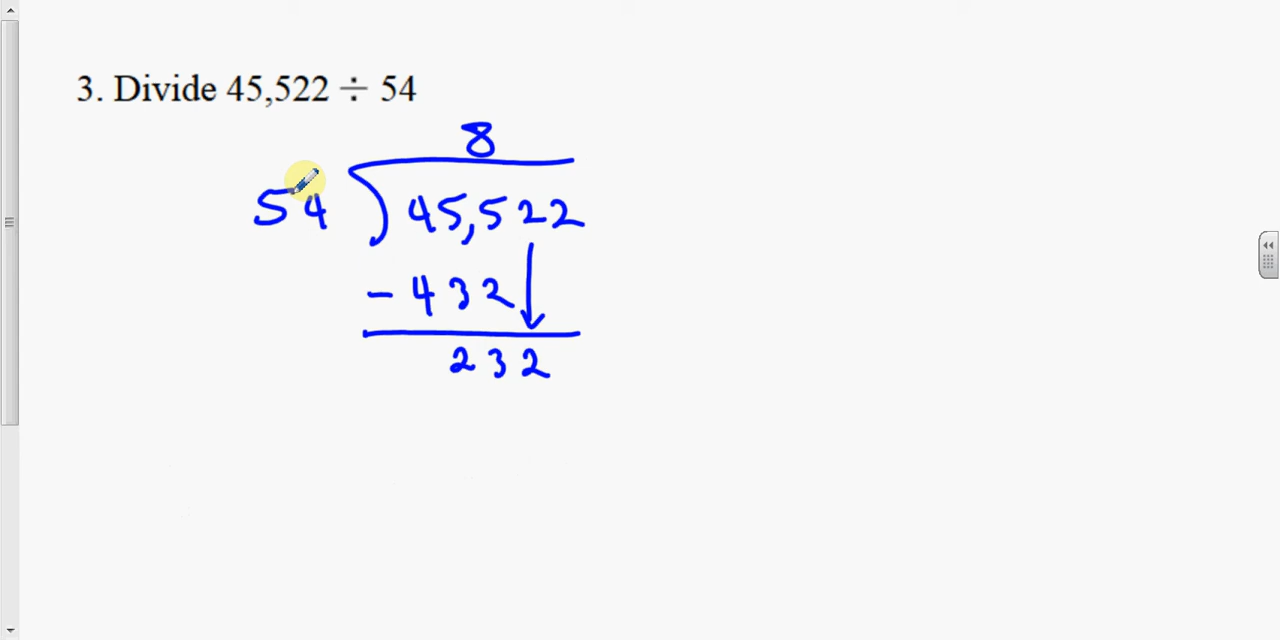 3. Divide 45,522 ÷ 54
8
54 45,522
- 432
232